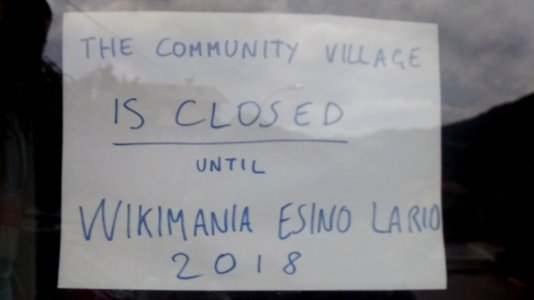 THE COMMUNITY VILLAGE
IS CLOSED
UNTIL
WIKIMANIA ESINO LARIO
2018